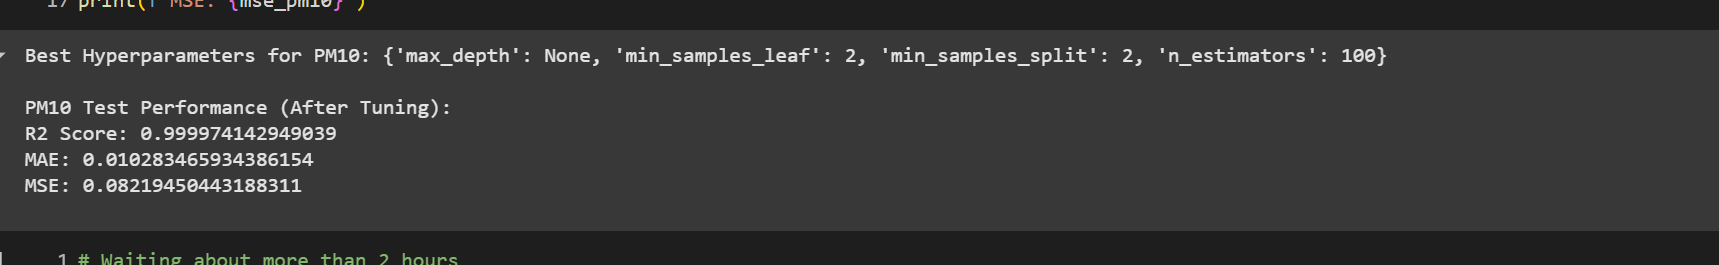 17 print(f"MSE: {mse_pm10}")
Best Hyperparameters for PM10: {'max_depth': None, 'min_samples_leaf': 2, 'min_samples_split': 2, 'n_estimators': 100}
PM10 Test Performance (After Tuning):
R2 Score: 0.999974142949039
MAE: 0.010283465934386154
MSE: 0.08219450443188311
1 # Waiting about more than 2 hours